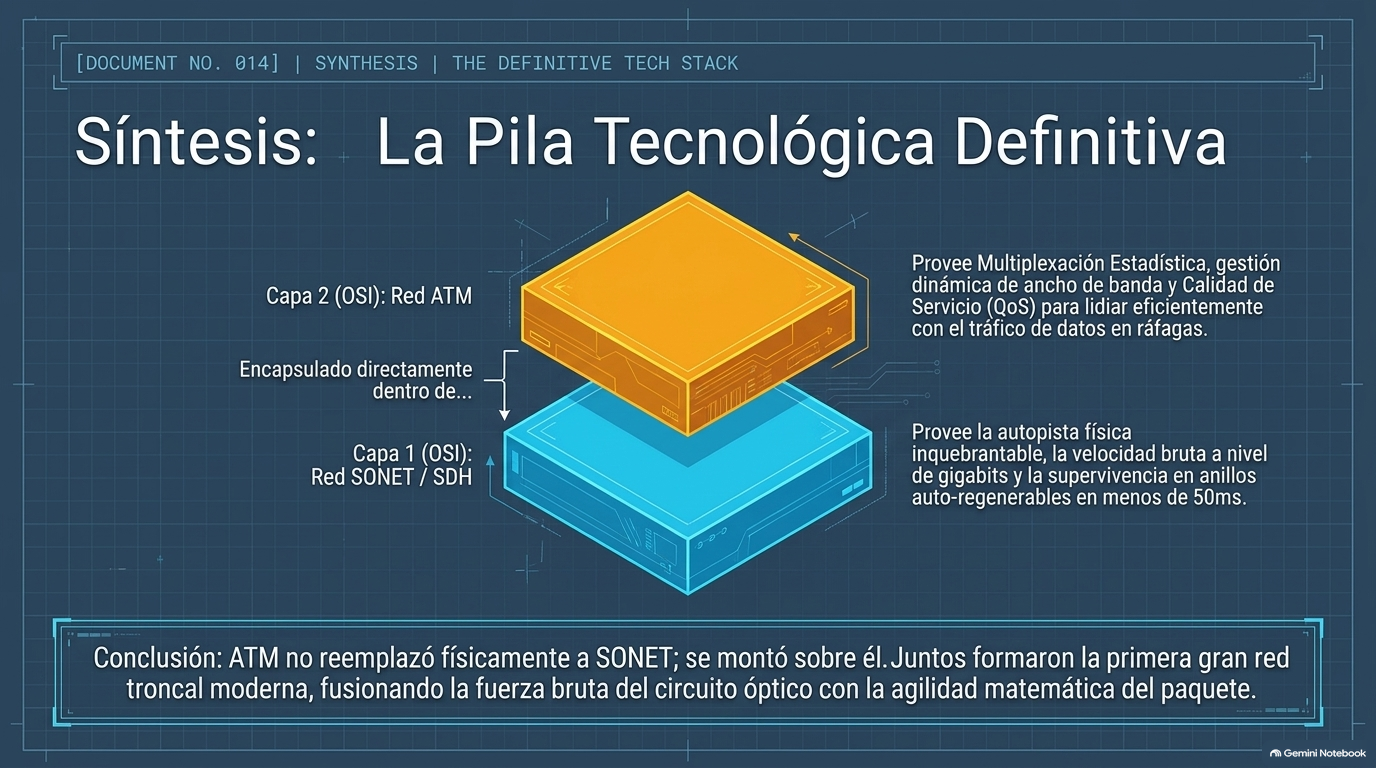 [DOCUMENT NO. 014] | SYNTHESIS | THE DEFINITIVE TECH STACK
Síntesis: La Pila Tecnológica Definitiva
Capa 2 (OSI): Red ATM
Provee Multiplexación Estadística, gestión
dinámica de ancho de banda y Calidad de
Servicio (QoS) para lidiar eficientemente
con el tráfico de datos en ráfagas.
Encapsulado directamente
dentro de...
Capa 1 (OSI):
Red SONET / SDH
Provee la autopista física
inquebrantable, la velocidad bruta a nivel
de gigabits y la supervivencia en anillos
auto-regenerables en menos de 50ms.
Conclusión: ATM no reemplazó físicamente a SONET; se montó sobre él.Juntos formaron la primera gran red
troncal moderna, fusionando la fuerza bruta del circuito óptico con la agilidad matemática del paquete.
Gemini Notebook